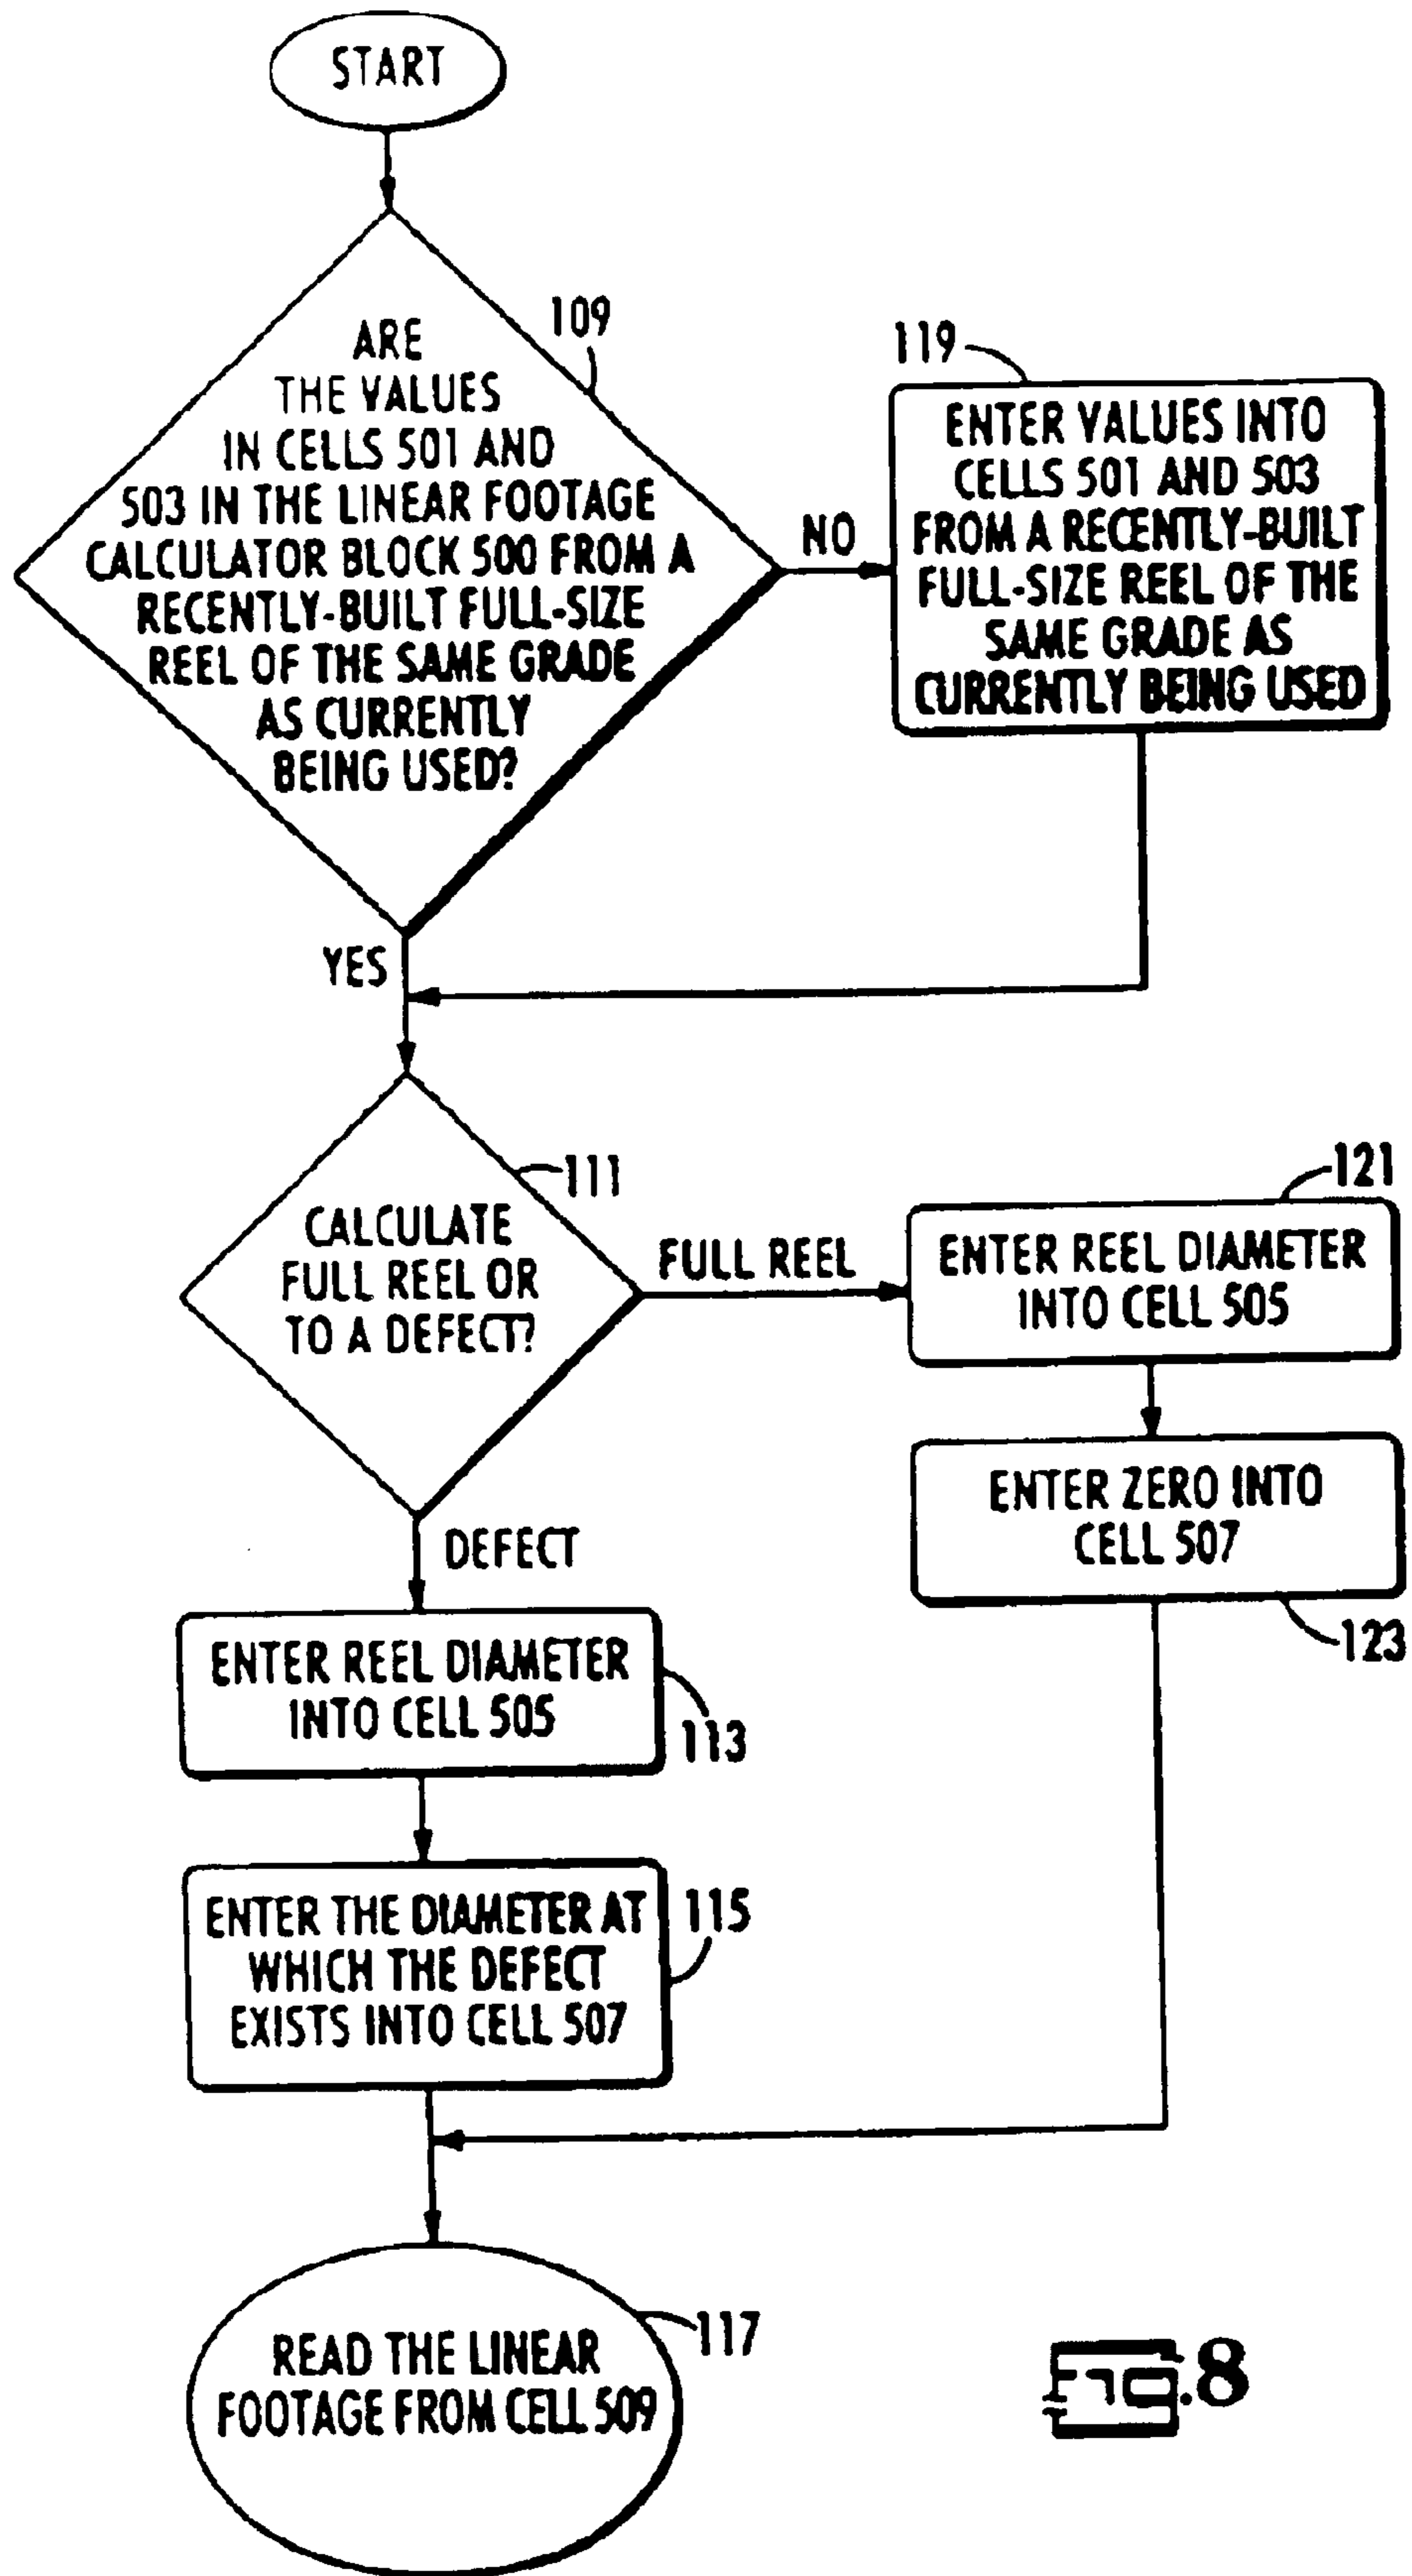 START
109
ARE
THE VALUES
IN CELLS 501 AND
503 IN THE LINEAR FOOTAGE
CALCULATOR BLOCK 500 FROM A
RECENTLY-BUILT FULL-SIZE
REEL OF THE SAME GRADE
AS CURRENTLY
BEING USED?
NO
119
ENTER VALUES INTO
CELLS 501 AND 503
FROM A RECENTLY-BUILT
FULL-SIZE REEL OF THE
SAME GRADE AS
CURRENTLY BEING USED
YES
111
CALCULATE
FULL REEL OR
TO A DEFECT?
FULL REEL
121
ENTER REEL DIAMETER
INTO CELL 505
ENTER ZERO INTO
CELL 507
123
DEFECT
ENTER REEL DIAMETER
INTO CELL 505
113
ENTER THE DIAMETER AT
WHICH THE DEFECT
EXISTS INTO CELL 507
115
117
READ THE LINEAR
FOOTAGE FROM CELL 509
FIG.8